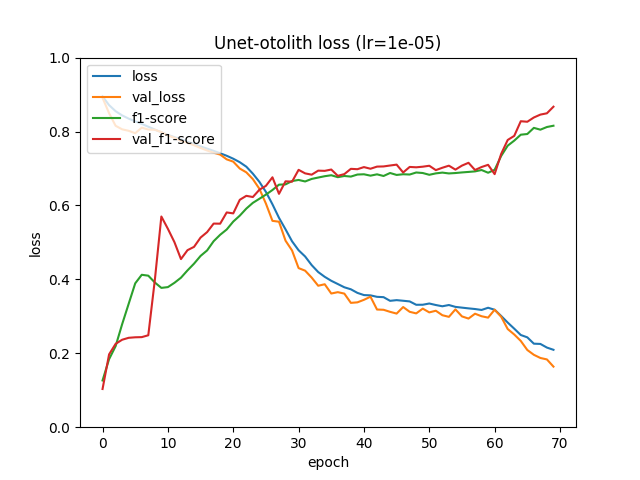 Unet-otolith loss (lr=1e-05)
loss
val_loss
f1-score
val_f1-score
1.0
0.8
0.6
0.4
0.2
0.0
loss
0 10 20 30 40 50 60 70
epoch